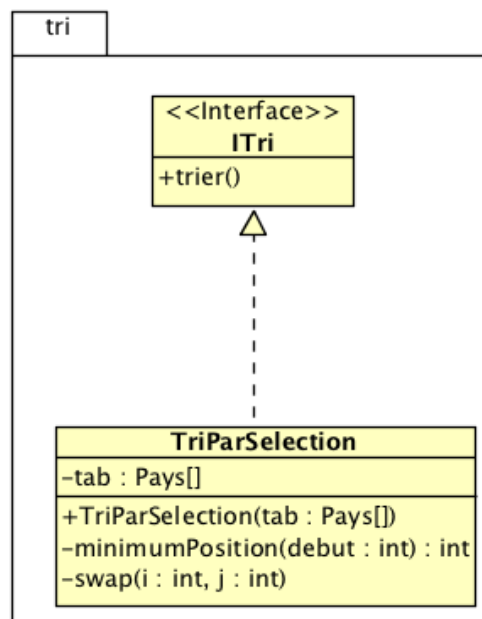 tri
<<Interface>>
ITri
+trier()
TriParSelection
-tab : Pays[]
+TriParSelection(tab : Pays[])
-minimumPosition(debut : int) : int
-swap(i : int, j : int)